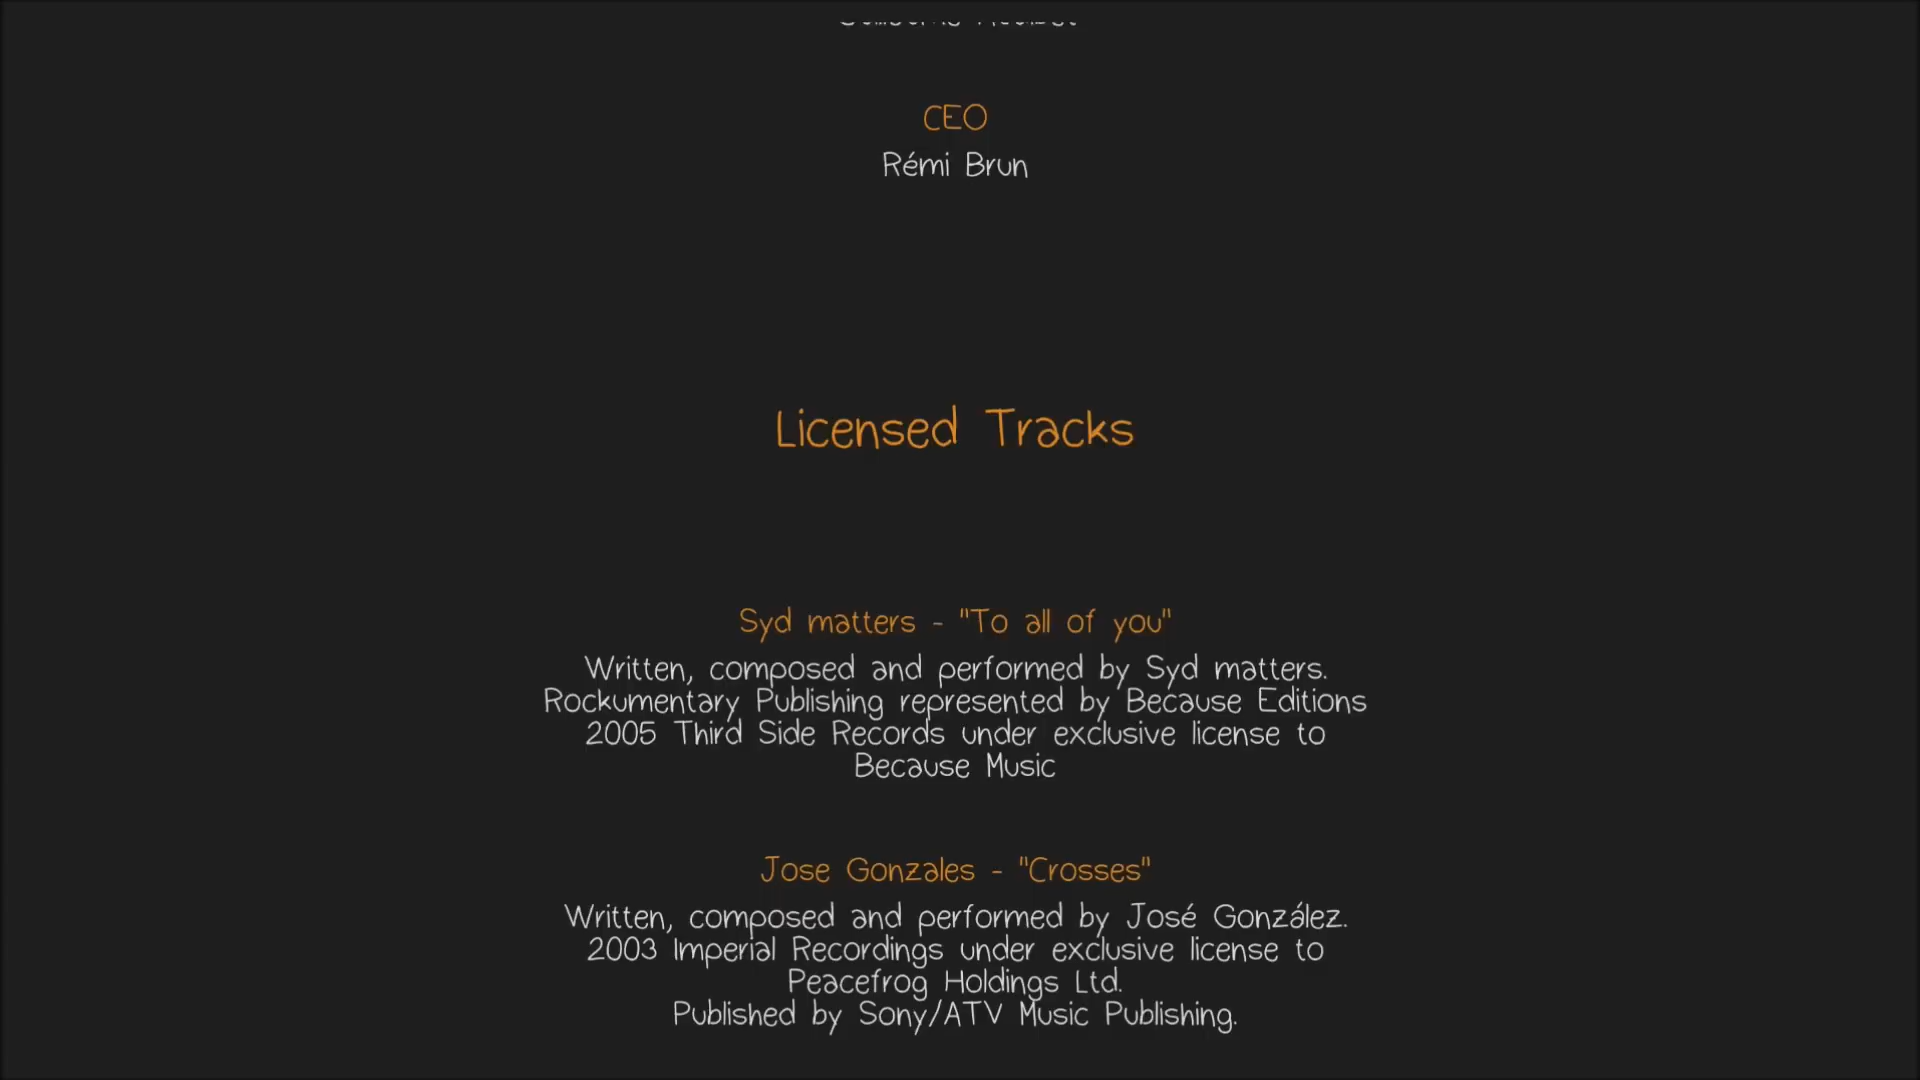 CEO
Rémi Brun
Licensed Tracks
Syd matters - "To all of you"
Written, composed and performed by Syd matters.
Rockumentary Publishing represented by Because Editions
2005 Third Side Records under exclusive license to
Because Music
Jose Gonzales - "Crosses"
Written, composed and performed by José González.
2003 Imperial Recordings under exclusive license to
Peacefrog Holdings Ltd.
Published by Sony/ATV Music Publishing.